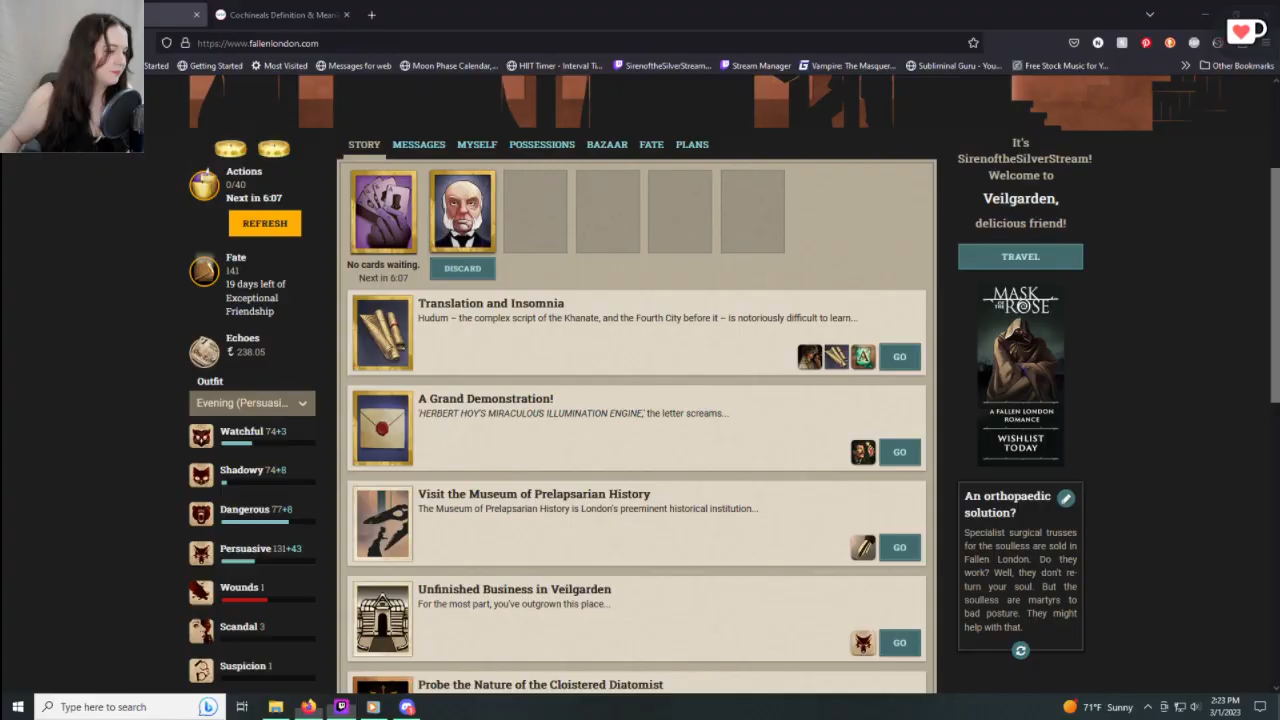 Cochineals Definition & Mean
https://www.fallenlondon.com
Started
Getting Started
Most Visited
Messages for web
Moon Phase Calendar,...
HIIT Timer - Interval Ti...
SirenoftheSilverStream...
Stream Manager
Vampire: The Masquer...
Subliminal Guru - You...
Free Stock Music for Y...
Other Bookmarks
STORY
MESSAGES
MYSELF
POSSESSIONS
BAZAAR
FATE
PLANS
Actions
0/40
Next in 6:07
REFRESH
Fate
141
19 days left of
Exceptional
Friendship
Echoes
238.05
Outfit
Evening (Persuasi...
Watchful 74+3
Shadowy 74+8
Dangerous 77+8
Persuasive 131+43
Wounds 1
Scandal 3
Suspicion 1
No cards waiting.
Next in 6:07
DISCARD
Translation and Insomnia
Hudum – the complex script of the Khanate, and the Fourth City before it – is notoriously difficult to learn...
GO
A Grand Demonstration!
'HERBERT HOY'S MIRACULOUS ILLUMINATION ENGINE,' the letter screams...
GO
Visit the Museum of Prelapsarian History
The Museum of Prelapsarian History is London's preeminent historical institution...
GO
Unfinished Business in Veilgarden
For the most part, you've outgrown this place...
GO
Probe the Nature of the Cloistered Diatomist
It's
SirenoftheSilverStream!
Welcome to
Veilgarden,
delicious friend!
TRAVEL
MASK
OF THE ROSE
A FALLEN LONDON
ROMANCE
WISHLIST
TODAY
An orthopaedic
solution?
Specialist surgical trusses
for the soulless are sold in
Fallen London. Do they
work? Well, they don't re-
turn your soul. But the
soulless are martyrs to
bad posture. They might
help with that.
Type here to search
71°F Sunny
2:23 PM
3/1/2023